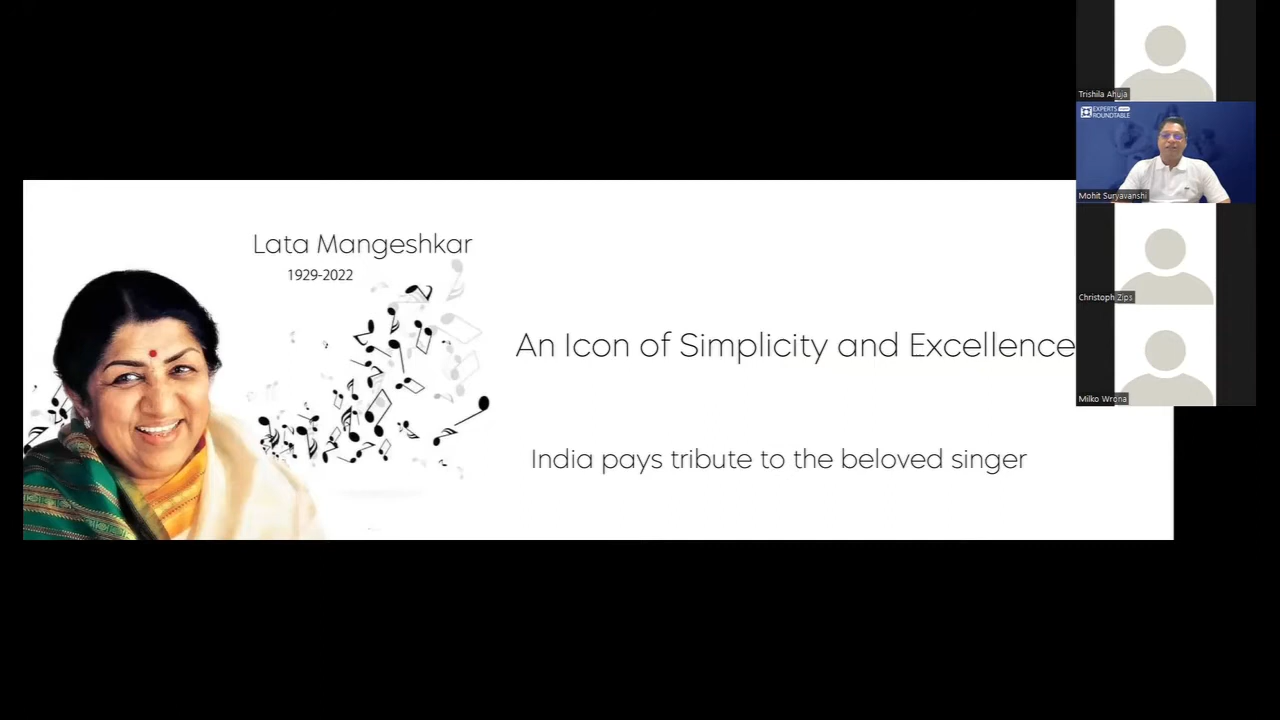 Lata Mangeshkar
1929-2022
An Icon of Simplicity and Excellence
India pays tribute to the beloved singer
Trishila Ahuja
EXPERTS
ROUNDTABLE
Mohit Suryavanshi
Christoph Zips
Milko Wrona